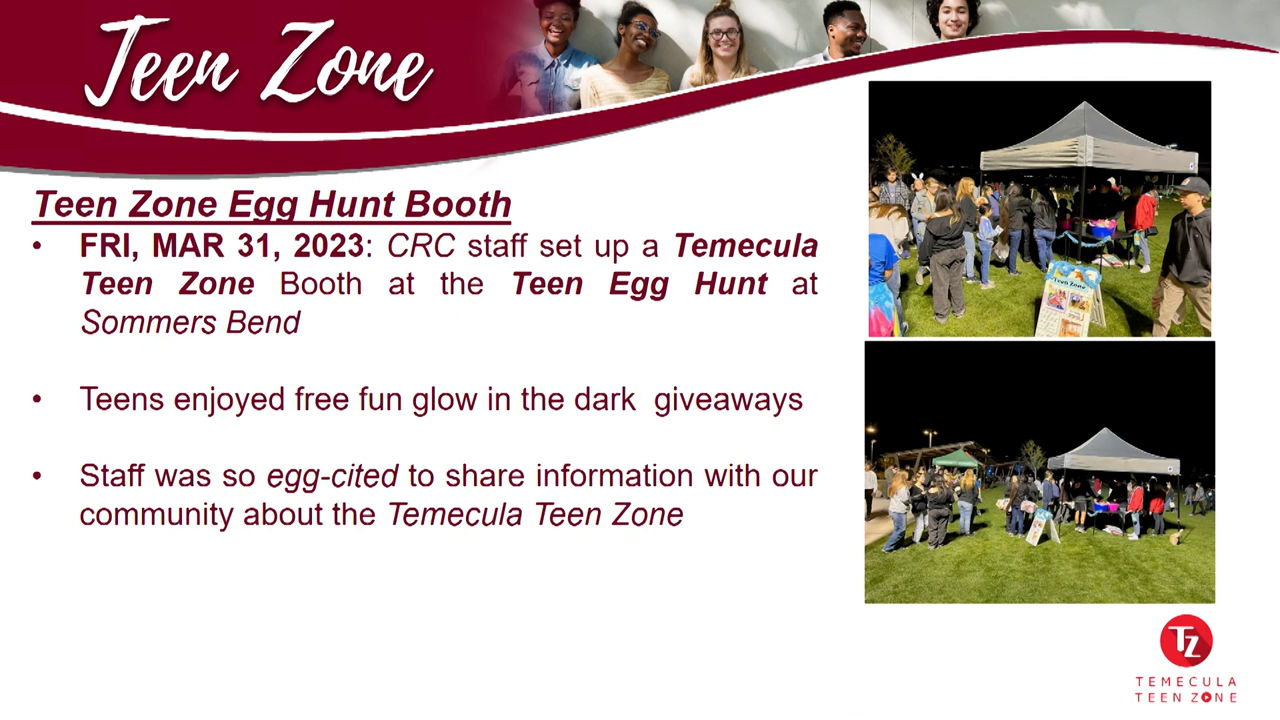 Teen Zone
Teen Zone Egg Hunt Booth
• FRI, MAR 31, 2023: CRC staff set up a Temecula
Teen Zone Booth at the Teen Egg Hunt at
Sommers Bend
• Teens enjoyed free fun glow in the dark giveaways
• Staff was so egg-cited to share information with our
community about the Temecula Teen Zone
Teen Zone
TZ
TEMECULA
TEEN ZONE